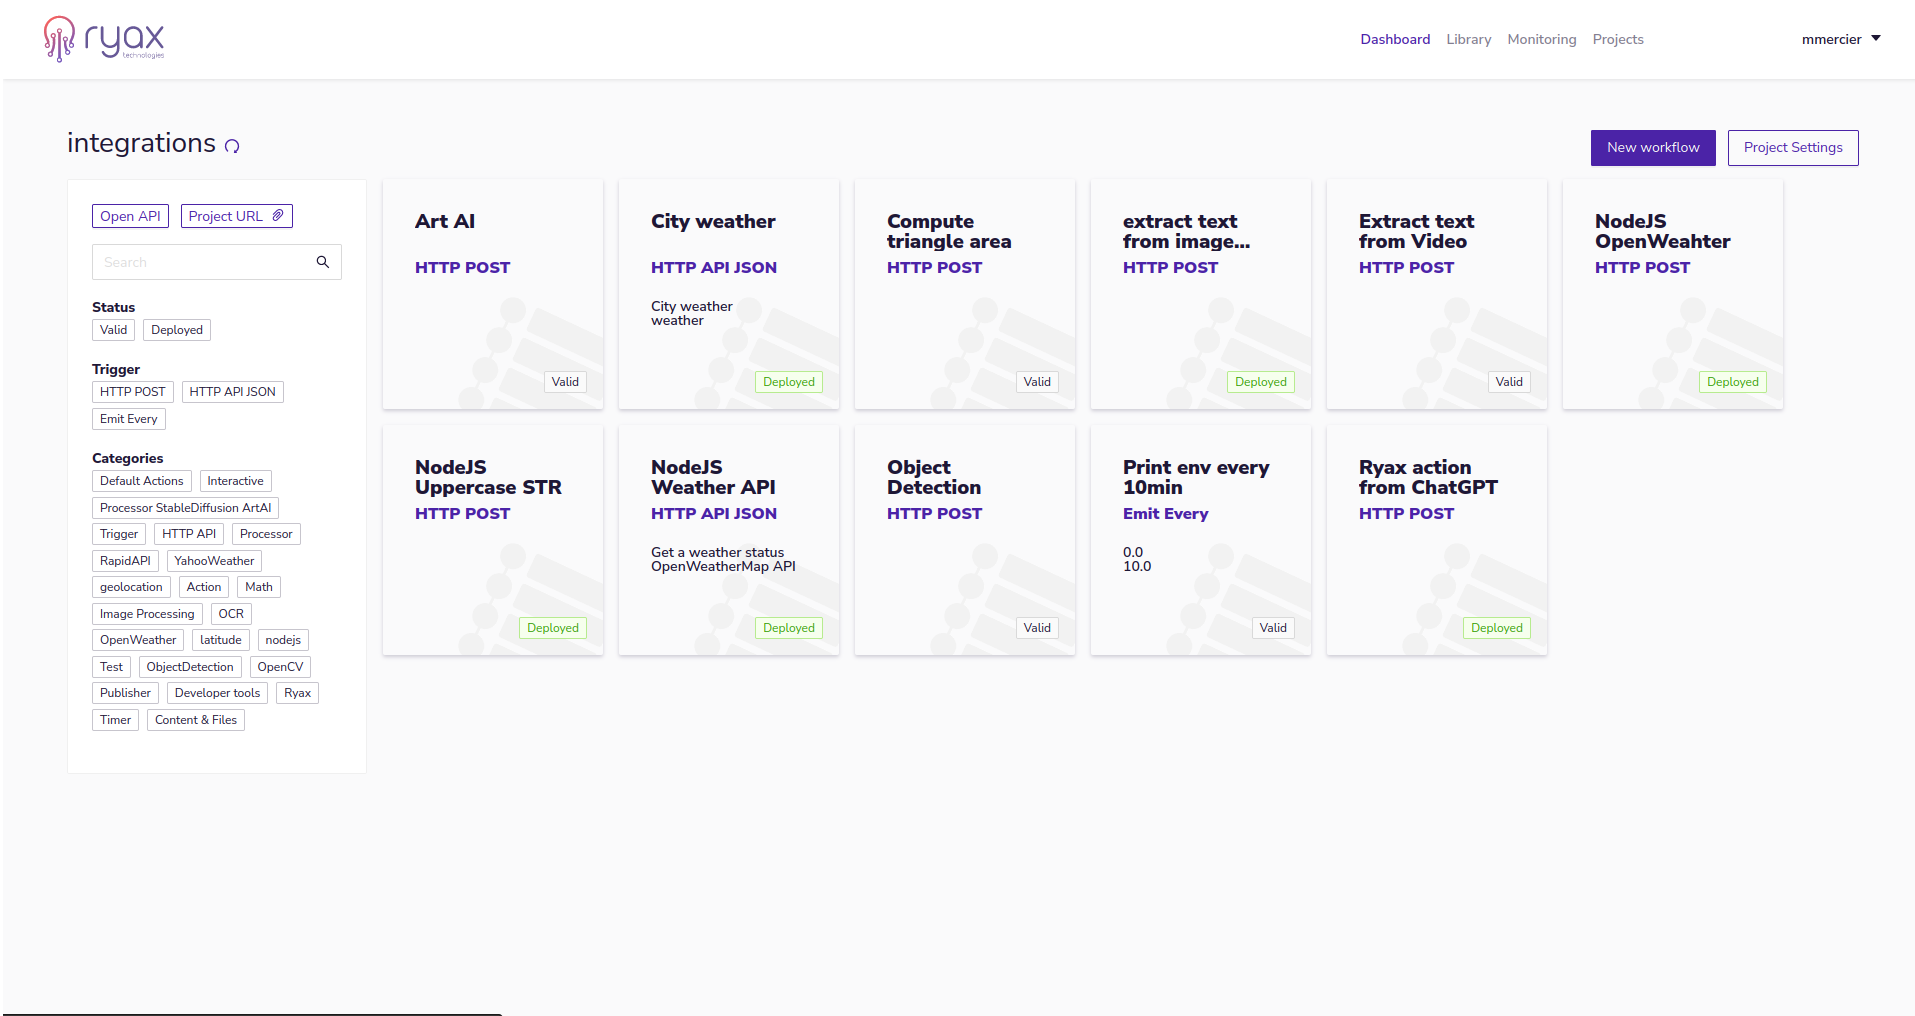 ryax
technologies
Dashboard Library Monitoring Projects
mmercier
integrations
New workflow
Project Settings
Open API
Project URL
Search
Status
Valid Deployed
Trigger
HTTP POST HTTP API JSON
Emit Every
Categories
Default Actions Interactive
Processor StableDiffusion ArtAI
Trigger HTTP API Processor
RapidAPI YahooWeather
geolocation Action Math
Image Processing OCR
OpenWeather latitude nodejs
Test ObjectDetection OpenCV
Publisher Developer tools Ryax
Timer Content & Files
Art AI
HTTP POST
Valid
City weather
HTTP API JSON
City weather
weather
Deployed
Compute
triangle area
HTTP POST
Valid
extract text
from image...
HTTP POST
Deployed
Extract text
from Video
HTTP POST
Valid
NodeJS
OpenWeahter
HTTP POST
Deployed
NodeJS
Uppercase STR
HTTP POST
Deployed
NodeJS
Weather API
HTTP API JSON
Get a weather status
OpenWeatherMap API
Deployed
Object
Detection
HTTP POST
Valid
Print env every
10min
Emit Every
0.0
10.0
Valid
Ryax action
from ChatGPT
HTTP POST
Deployed